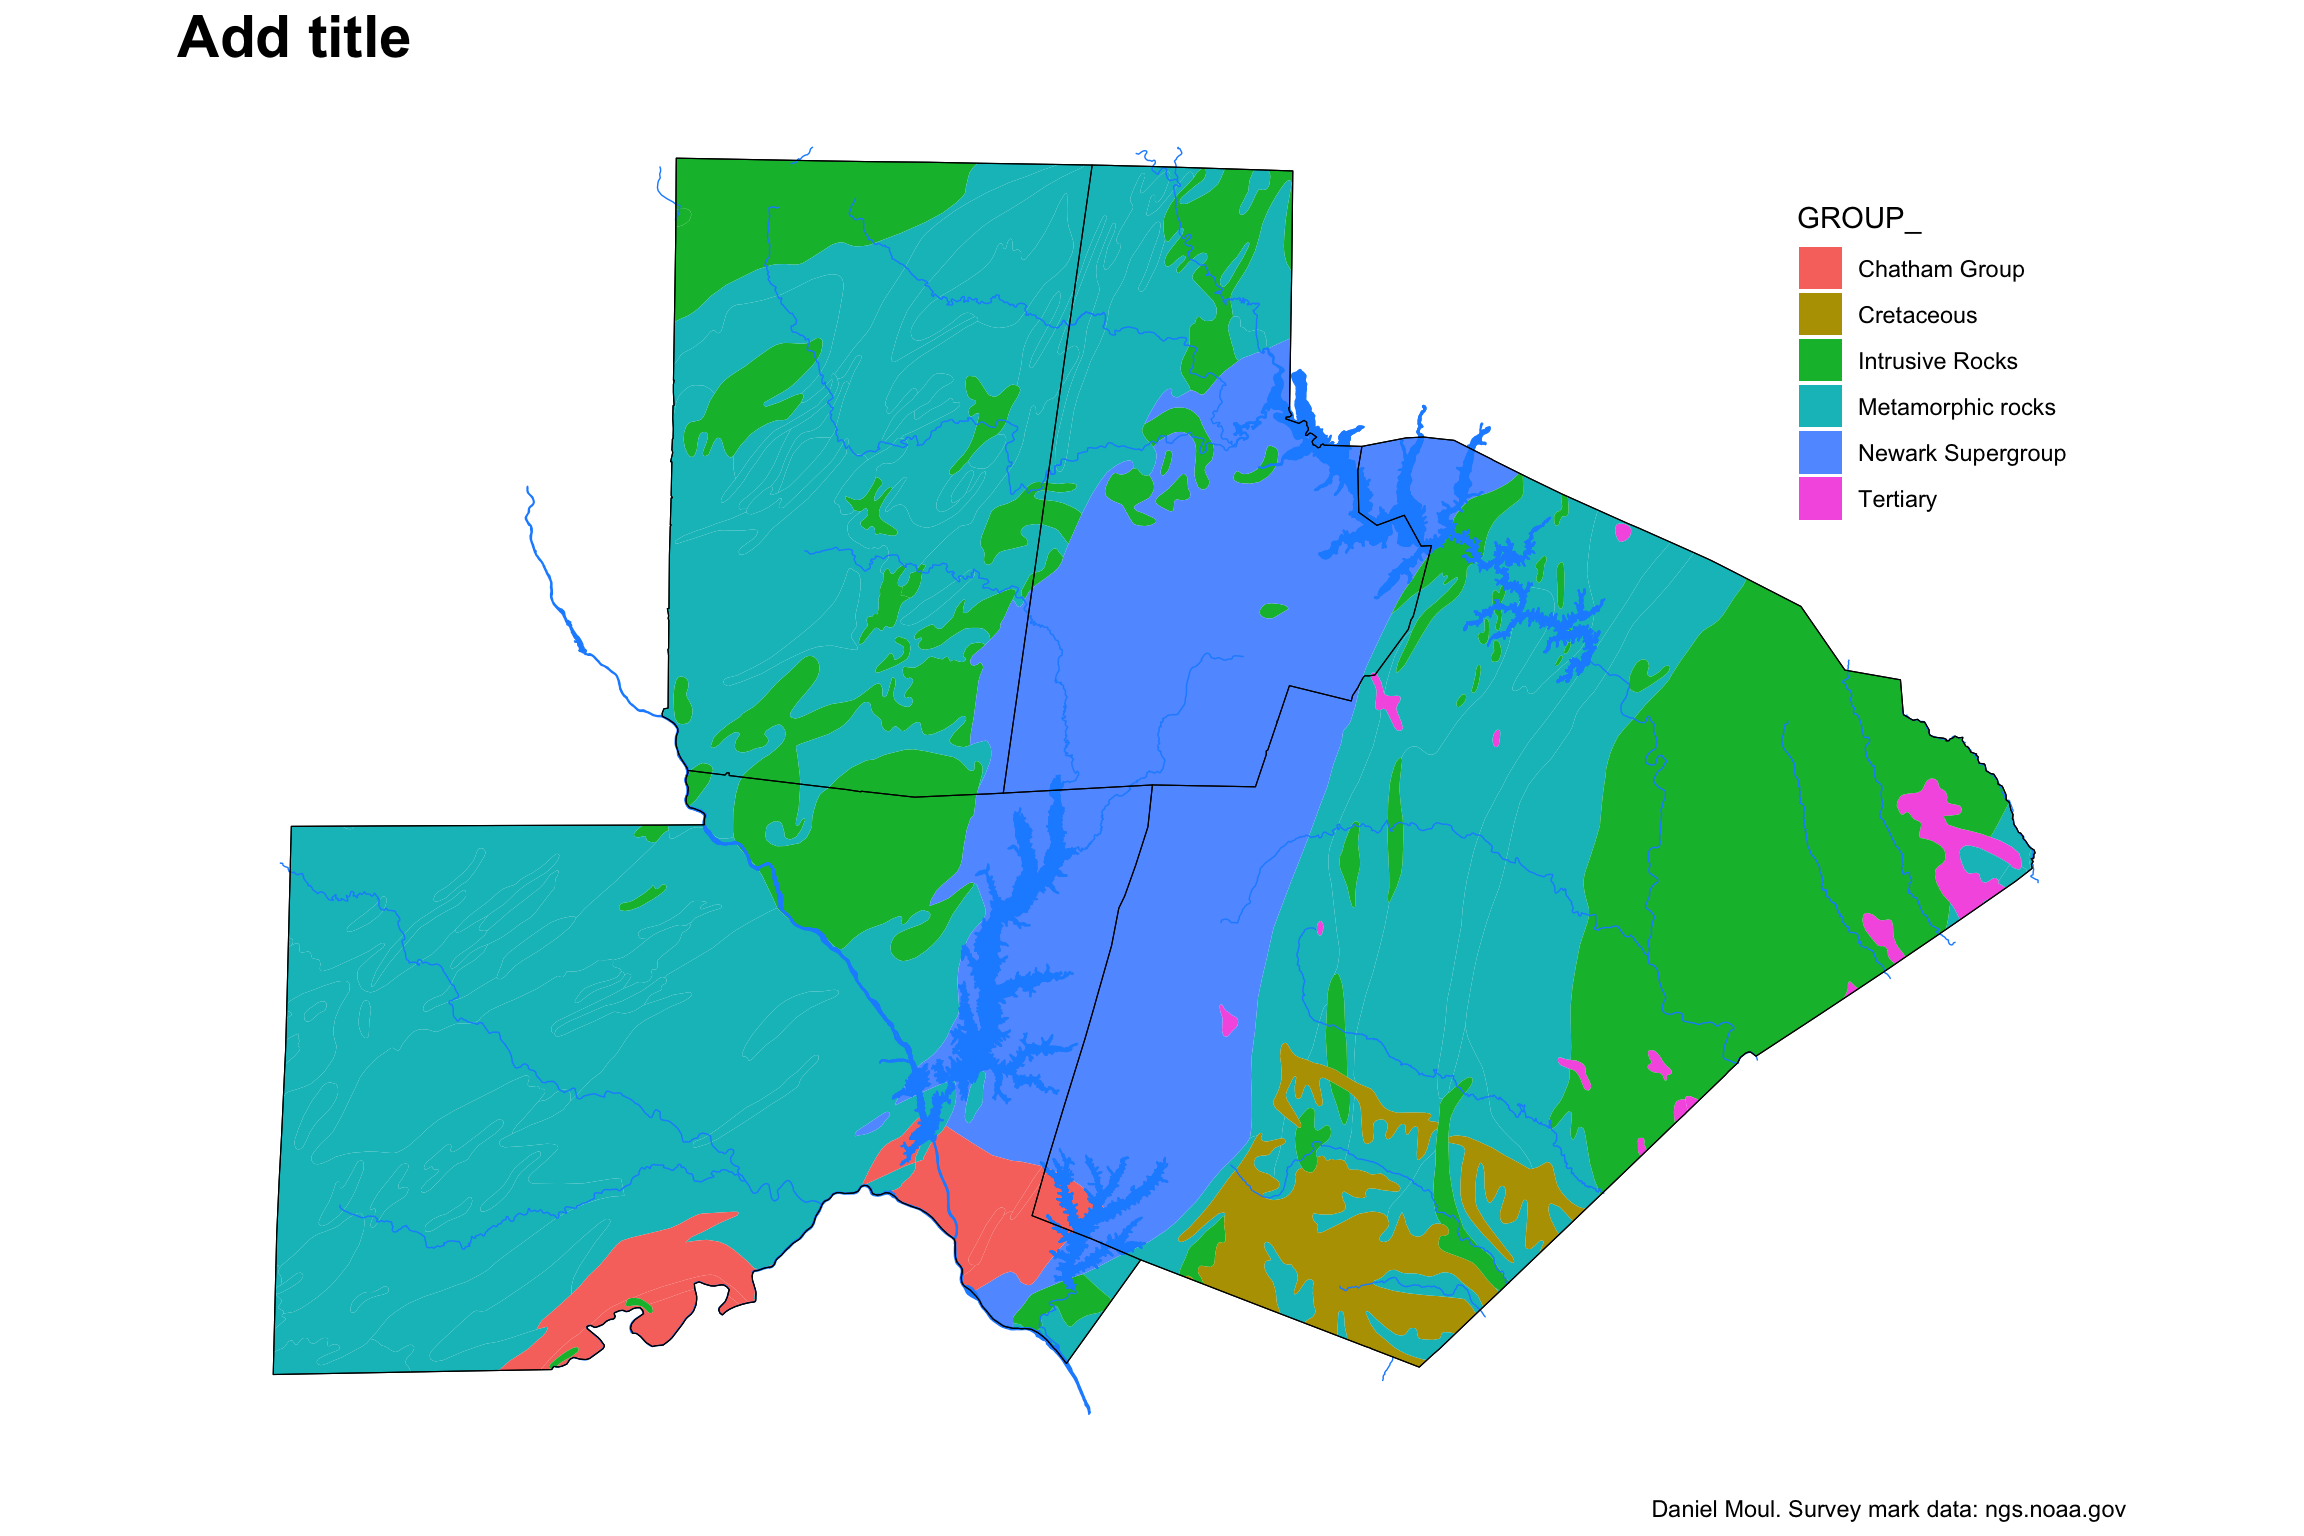 Add title
GROUP_
Chatham Group
Cretaceous
Intrusive Rocks
Metamorphic rocks
Newark Supergroup
Tertiary
Daniel Moul. Survey mark data: ngs.noaa.gov